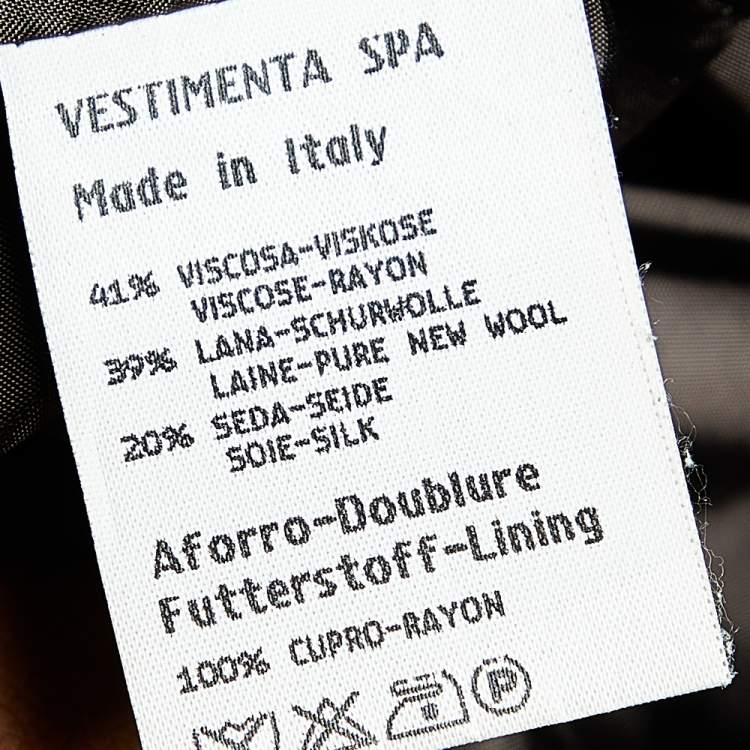 VESTIMENTA SPA
Made in Italy
41% VISCOSA-VISKOSE
VISCOSE-RAYON
39% LANA-SCHURWOLLE
LAINE-PURE NEW WOOL
20% SEDA-SEIDE
SOIE-SILK
Aforro-Doublure
Futterstoff-Lining
100% CUPRO-RAYON
P